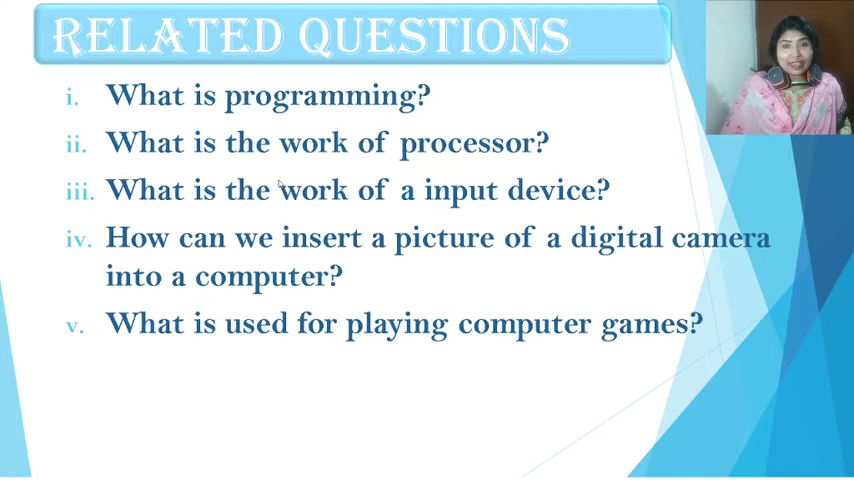 RELATED QUESTIONS
i. What is programming?
ii. What is the work of processor?
iii. What is the work of a input device?
iv. How can we insert a picture of a digital camera
into a computer?
v. What is used for playing computer games?